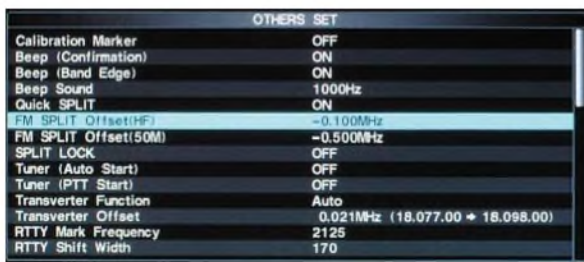 OTHERS SET
Calibration Marker OFF
Beep (Confirmation) ON
Beep (Band Edge) ON
Beep Sound 1000Hz
Quick SPLIT ON
FM SPLIT Offset(HF) -0.100MHz
FM SPLIT Offset(50M) -0.500MHz
SPLIT LOCK OFF
Tuner (Auto Start) OFF
Tuner (PTT Start) OFF
Transverter Function Auto
Transverter Offset 0.021MHz (18.077.00 → 18.098.00)
RTTY Mark Frequency 2125
RTTY Shift Width 170